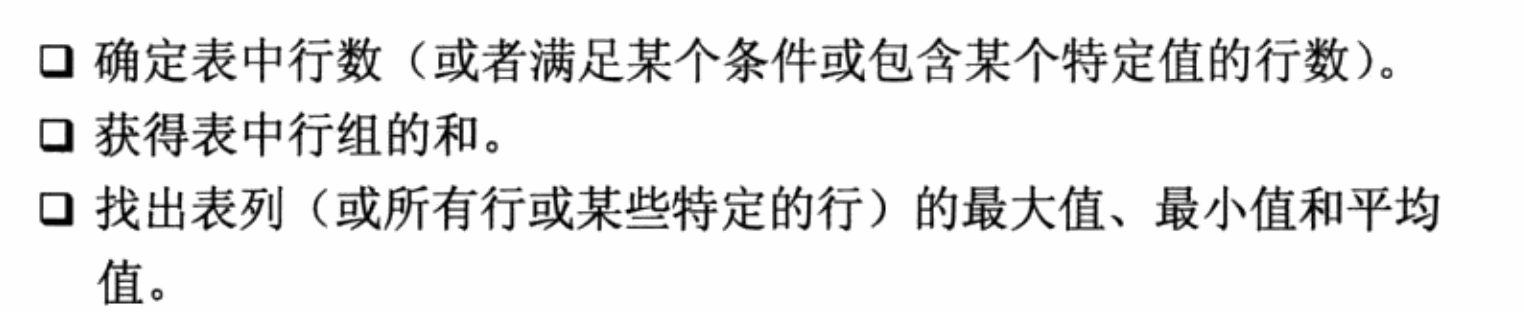 ❑ 确定表中行数（或者满足某个条件或包含某个特定值的行数）。
❑ 获得表中行组的和。
❑ 找出表列（或所有行或某些特定的行）的最大值、最小值和平均
值。